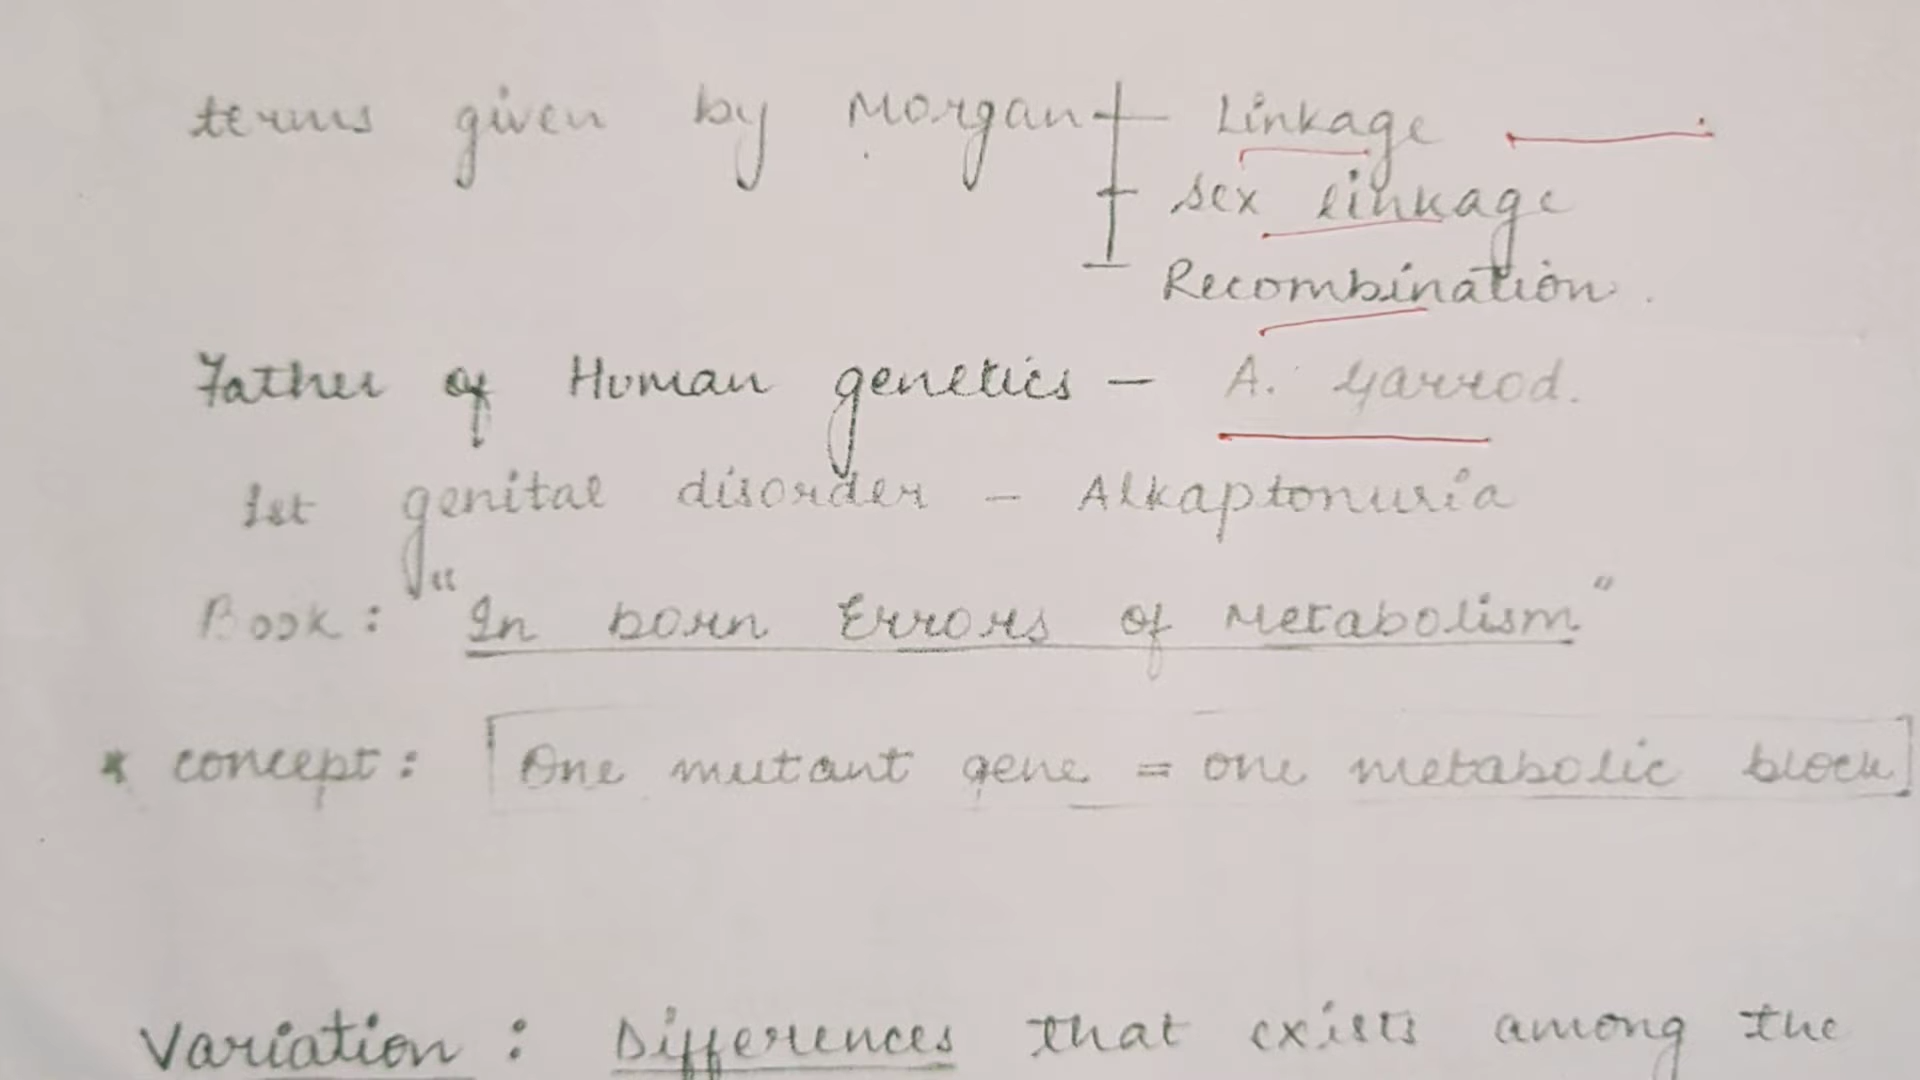 terms given by Morgan Linkage
sex linkage
Recombination.
Father of Human genetics - A. Garrod.
1st genital disorder - Alkaptonuria
Book: "In born Errors of Metabolism"
* concept: One mutant gene = one metabolic block
Variation: Differences that exists among the